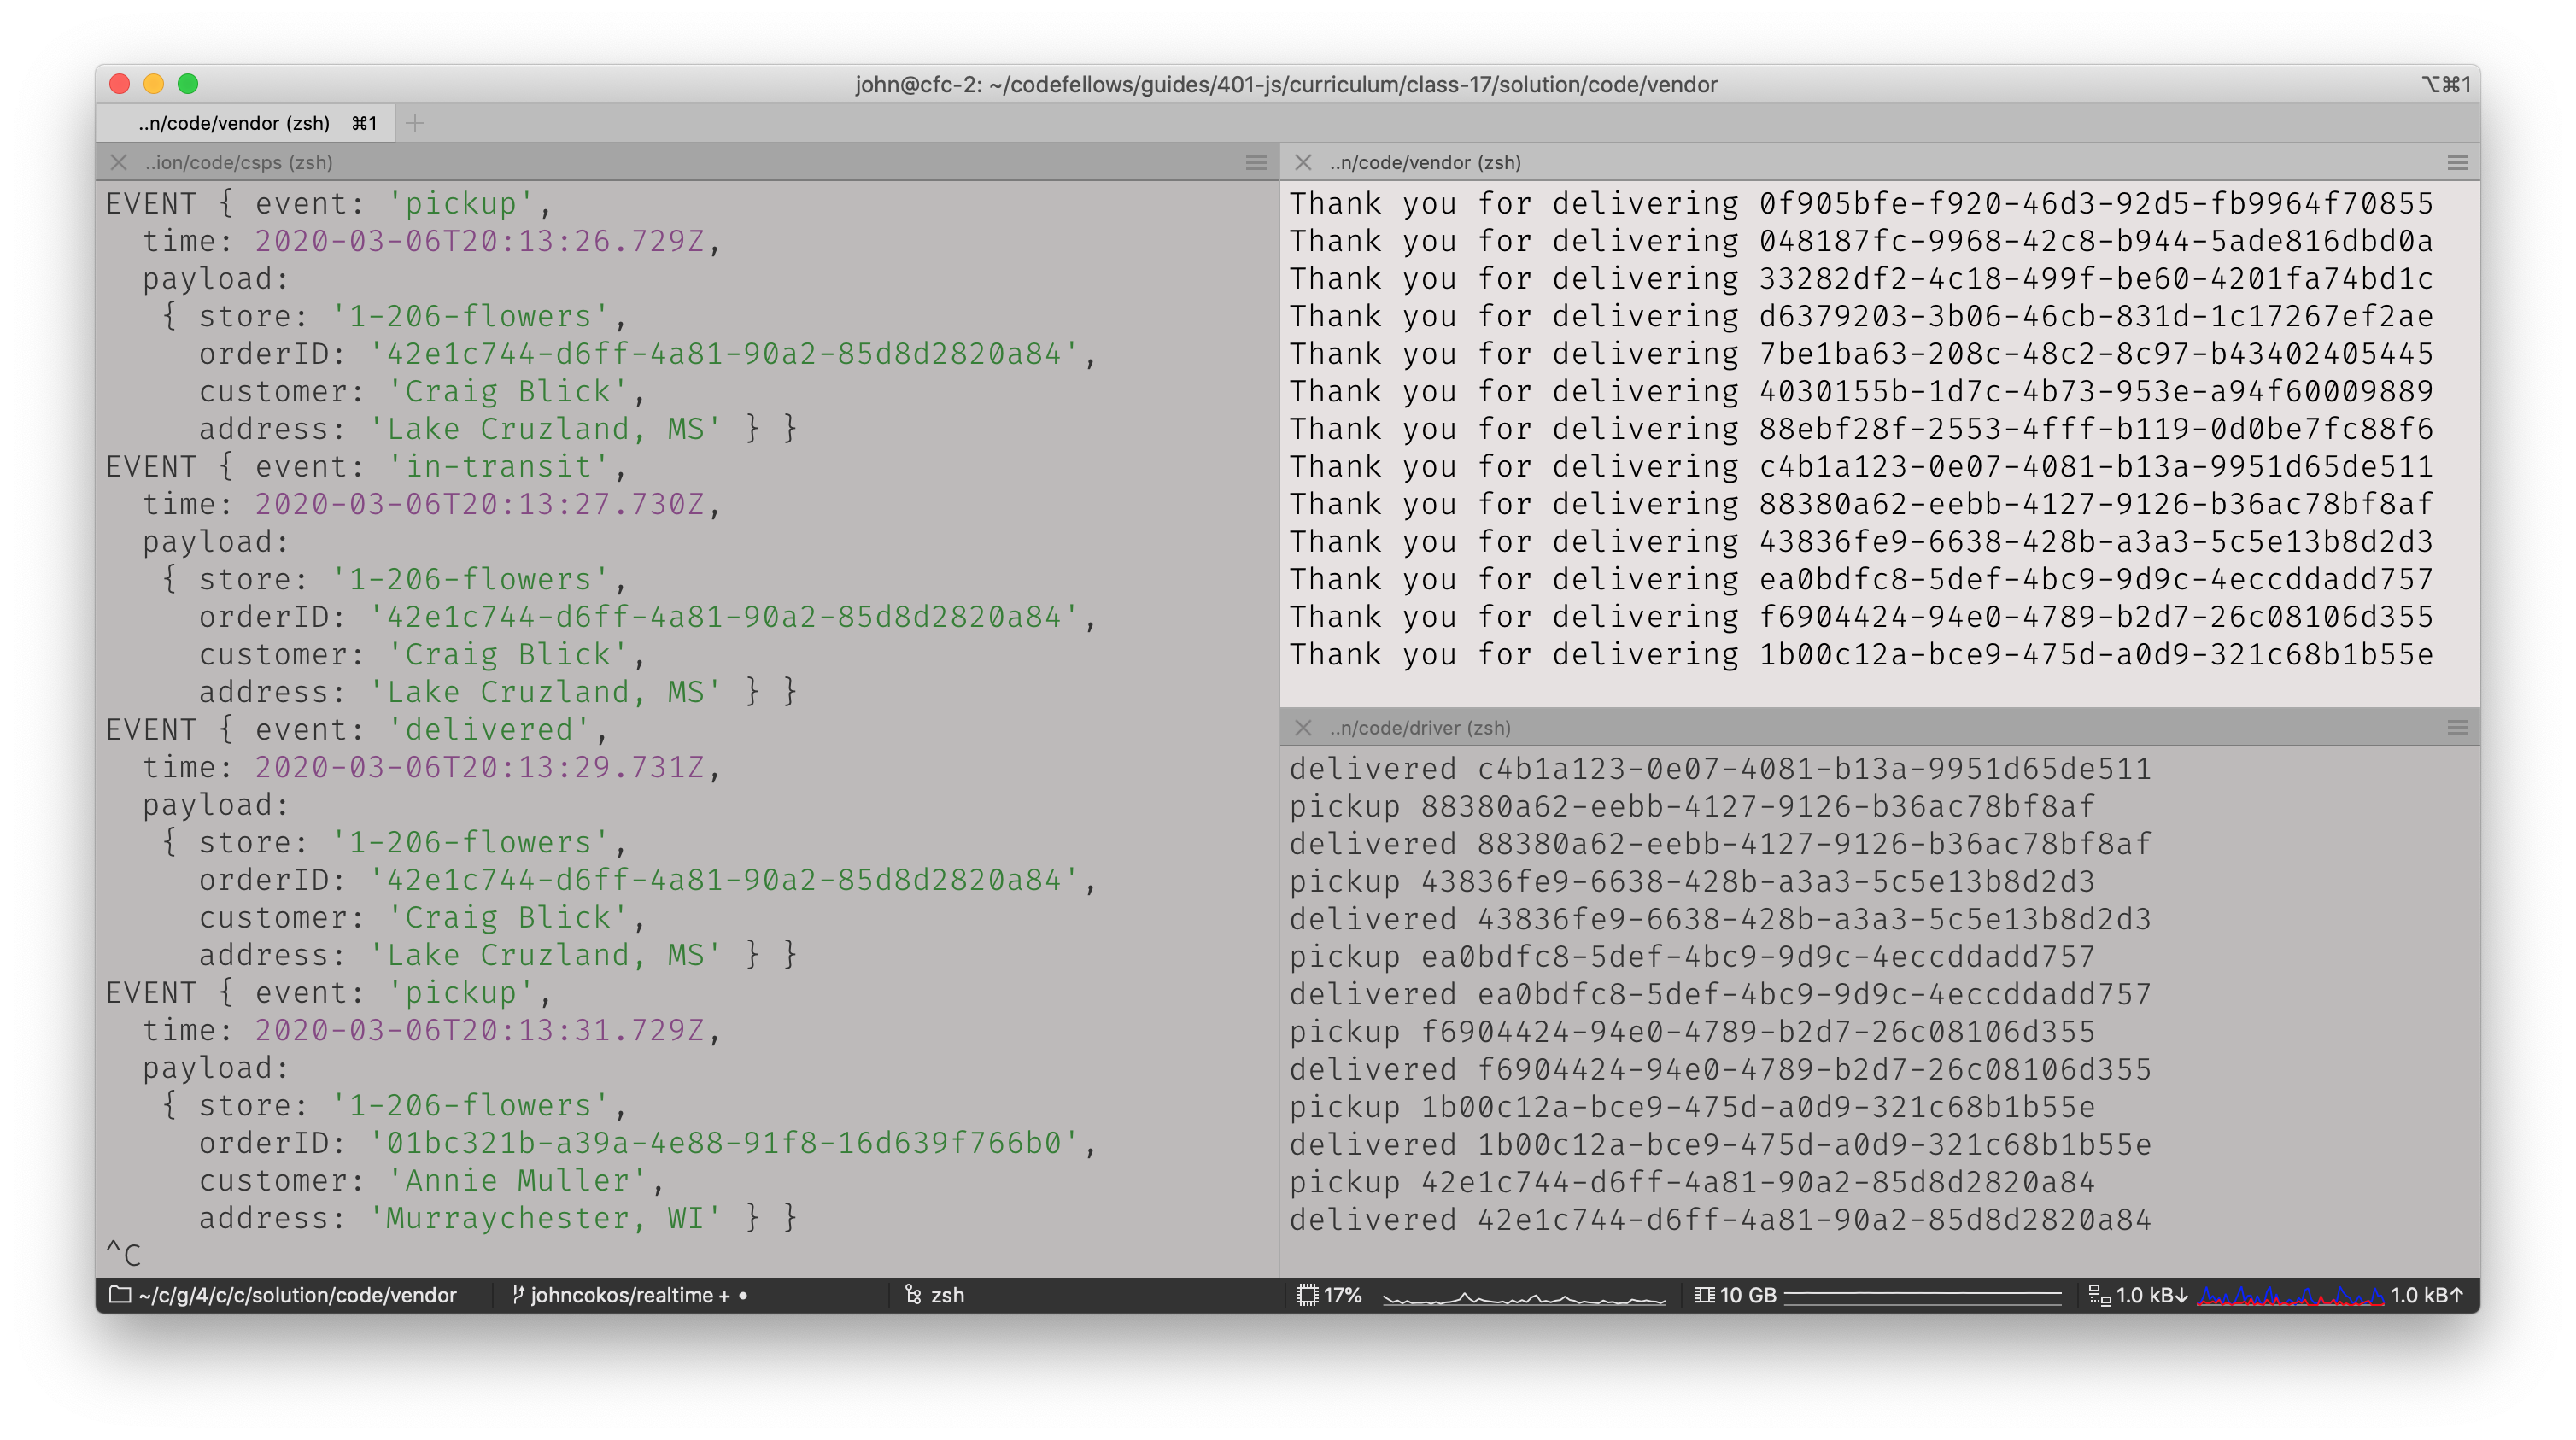 john@cfc-2: ~/codefellows/guides/401-js/curriculum/class-17/solution/code/vendor
⌥⌘1
..n/code/vendor (zsh) ⌘1
..ion/code/csps (zsh)
EVENT { event: 'pickup',
  time: 2020-03-06T20:13:26.729Z,
  payload:
   { store: '1-206-flowers',
     orderID: '42e1c744-d6ff-4a81-90a2-85d8d2820a84',
     customer: 'Craig Blick',
     address: 'Lake Cruzland, MS' } }
EVENT { event: 'in-transit',
  time: 2020-03-06T20:13:27.730Z,
  payload:
   { store: '1-206-flowers',
     orderID: '42e1c744-d6ff-4a81-90a2-85d8d2820a84',
     customer: 'Craig Blick',
     address: 'Lake Cruzland, MS' } }
EVENT { event: 'delivered',
  time: 2020-03-06T20:13:29.731Z,
  payload:
   { store: '1-206-flowers',
     orderID: '42e1c744-d6ff-4a81-90a2-85d8d2820a84',
     customer: 'Craig Blick',
     address: 'Lake Cruzland, MS' } }
EVENT { event: 'pickup',
  time: 2020-03-06T20:13:31.729Z,
  payload:
   { store: '1-206-flowers',
     orderID: '01bc321b-a39a-4e88-91f8-16d639f766b0',
     customer: 'Annie Muller',
     address: 'Murraychester, WI' } }
^C
..n/code/vendor (zsh)
Thank you for delivering 0f905bfe-f920-46d3-92d5-fb9964f70855
Thank you for delivering 048187fc-9968-42c8-b944-5ade816dbd0a
Thank you for delivering 33282df2-4c18-499f-be60-4201fa74bd1c
Thank you for delivering d6379203-3b06-46cb-831d-1c17267ef2ae
Thank you for delivering 7be1ba63-208c-48c2-8c97-b43402405445
Thank you for delivering 4030155b-1d7c-4b73-953e-a94f60009889
Thank you for delivering 88ebf28f-2553-4fff-b119-0d0be7fc88f6
Thank you for delivering c4b1a123-0e07-4081-b13a-9951d65de511
Thank you for delivering 88380a62-eebb-4127-9126-b36ac78bf8af
Thank you for delivering 43836fe9-6638-428b-a3a3-5c5e13b8d2d3
Thank you for delivering ea0bdfc8-5def-4bc9-9d9c-4eccddadd757
Thank you for delivering f6904424-94e0-4789-b2d7-26c08106d355
Thank you for delivering 1b00c12a-bce9-475d-a0d9-321c68b1b55e
..n/code/driver (zsh)
delivered c4b1a123-0e07-4081-b13a-9951d65de511
pickup 88380a62-eebb-4127-9126-b36ac78bf8af
delivered 88380a62-eebb-4127-9126-b36ac78bf8af
pickup 43836fe9-6638-428b-a3a3-5c5e13b8d2d3
delivered 43836fe9-6638-428b-a3a3-5c5e13b8d2d3
pickup ea0bdfc8-5def-4bc9-9d9c-4eccddadd757
delivered ea0bdfc8-5def-4bc9-9d9c-4eccddadd757
pickup f6904424-94e0-4789-b2d7-26c08106d355
delivered f6904424-94e0-4789-b2d7-26c08106d355
pickup 1b00c12a-bce9-475d-a0d9-321c68b1b55e
delivered 1b00c12a-bce9-475d-a0d9-321c68b1b55e
pickup 42e1c744-d6ff-4a81-90a2-85d8d2820a84
delivered 42e1c744-d6ff-4a81-90a2-85d8d2820a84
~/c/g/4/c/c/solution/code/vendor johncokos/realtime + • zsh 17% 10 GB 1.0 kB↓ 1.0 kB↑